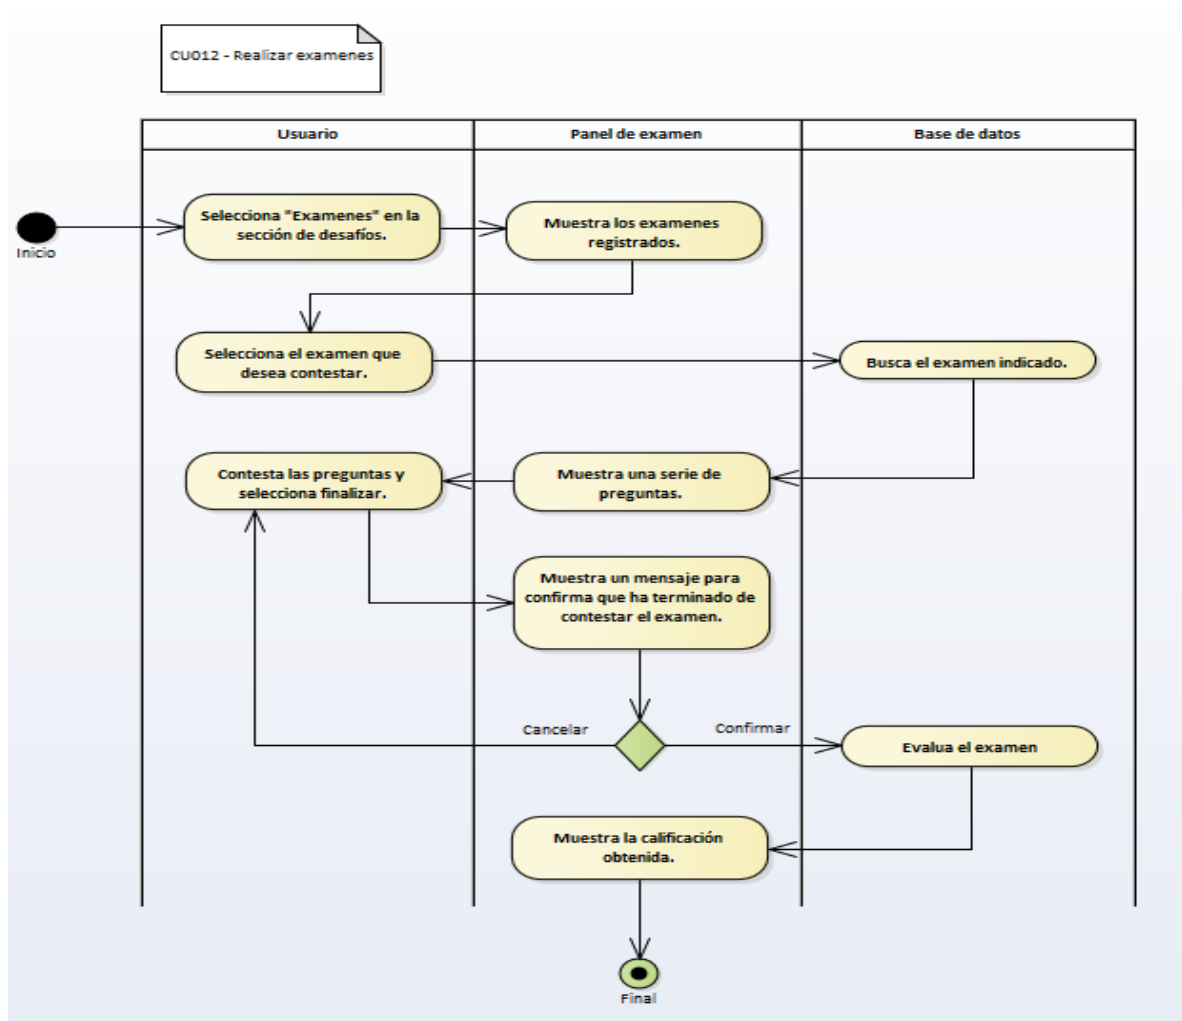 CU012 - Realizar examenes
Usuario
Panel de examen
Base de datos
Inicio
Selecciona "Examenes" en la
sección de desafíos.
Muestra los examenes
registrados.
Selecciona el examen que
desea contestar.
Busca el examen indicado.
Contesta las preguntas y
selecciona finalizar.
Muestra una serie de
preguntas.
Muestra un mensaje para
confirma que ha terminado de
contestar el examen.
Cancelar
Confirmar
Evalua el examen
Muestra la calificación
obtenida.
Final